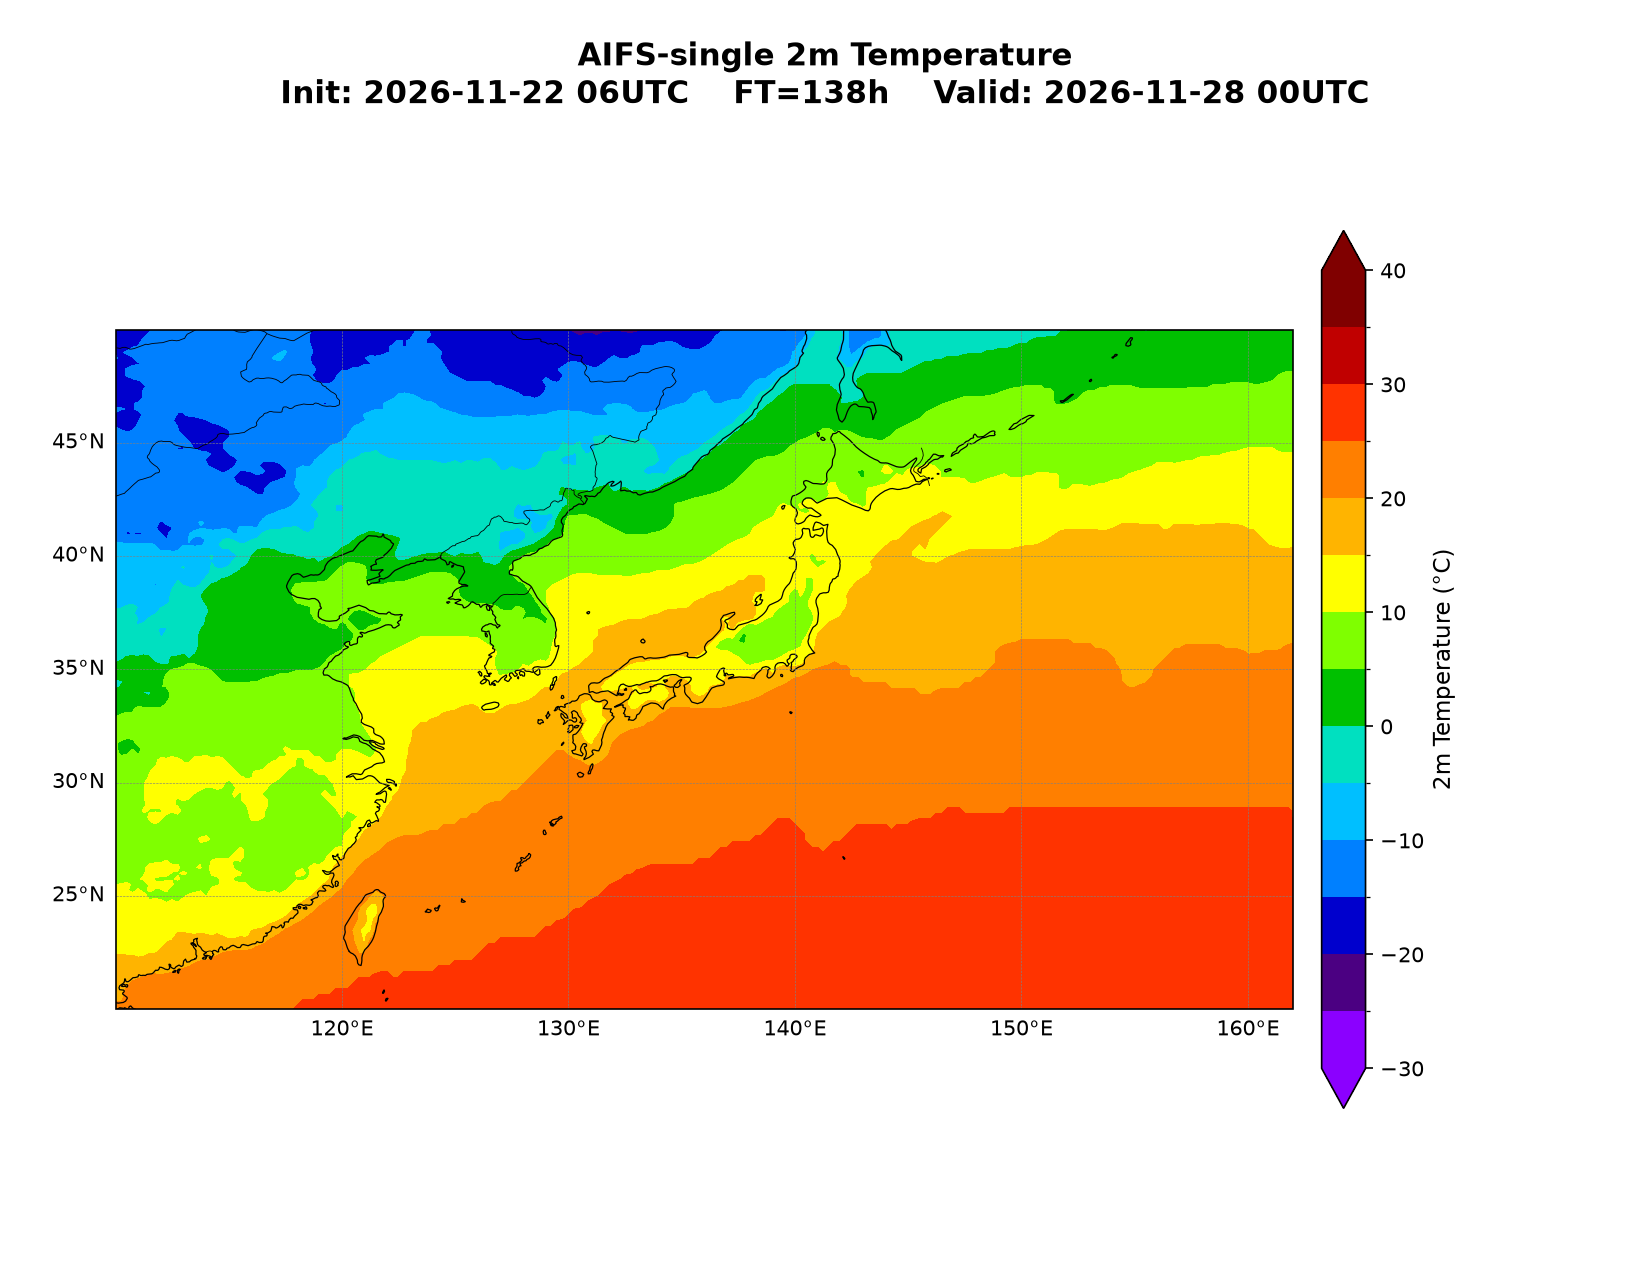 AIFS-single 2m Temperature
Init: 2026-11-22 06UTC    FT=138h    Valid: 2026-11-28 00UTC
45°N
40°N
35°N
30°N
25°N
120°E
130°E
140°E
150°E
160°E
40
30
20
10
0
−10
−20
−30
2m Temperature (°C)